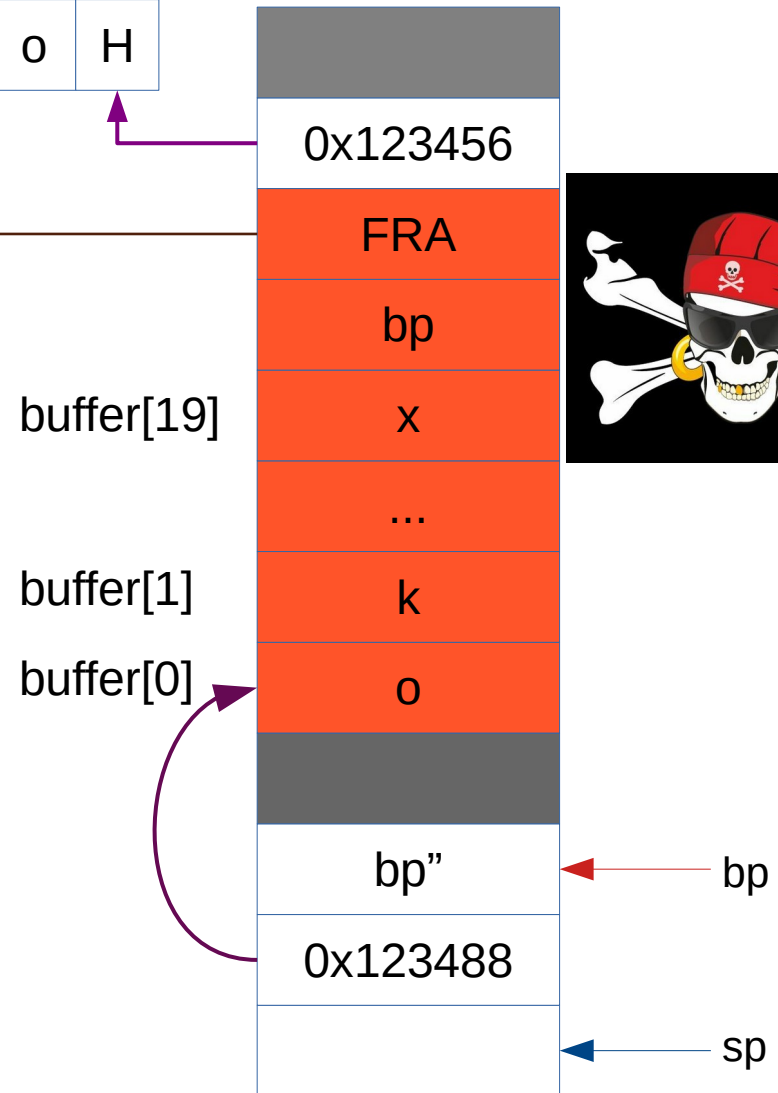 o H
0x123456
FRA
bp
buffer[19] x
...
buffer[1] k
buffer[0] o
bp” bp
0x123488
sp